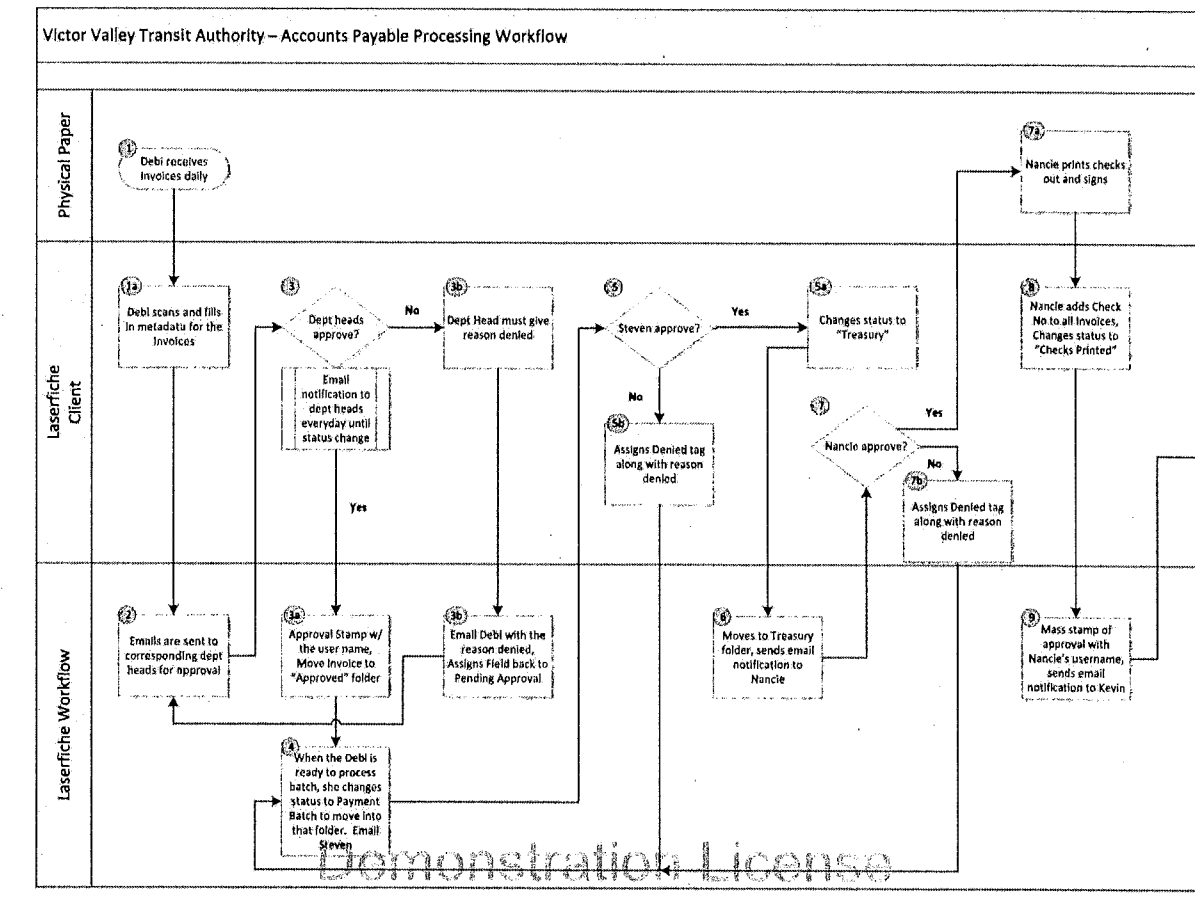 Victor Valley Transit Authority – Accounts Payable Processing Workflow
Physical Paper
1
Debi receives
Invoices daily
7a
Nancie prints checks
out and signs
Laserfiche
Client
1a
Debi scans and fills
in metadata for the
Invoices
3
Dept heads
approve?
No
Email
notification to
dept heads
everyday until
status change
Yes
3b
Dept Head must give
reason denied
5
Steven approve?
Yes
No
5a
Changes status to
"Treasury"
5b
Assigns Denied tag
along with reason
denied
7
Nancie approve?
Yes
No
7b
Assigns Denied tag
along with reason
denied
8
Nancie adds Check
No to all Invoices,
Changes status to
"Checks Printed"
Laserfiche Workflow
2
Emails are sent to
corresponding dept
heads for approval
3a
Approval Stamp w/
the user name,
Move Invoice to
"Approved" folder
3b
Email Debi with the
reason denied,
Assigns Field back to
Pending Approval
6
Moves to Treasury
folder, sends email
notification to
Nancie
9
Mass stamp of
approval with
Nancie's username,
sends email
notification to Kevin
4
When the Debi is
ready to process
batch, she changes
status to Payment
Batch to move into
that folder. Email
Steven
Demonstration License